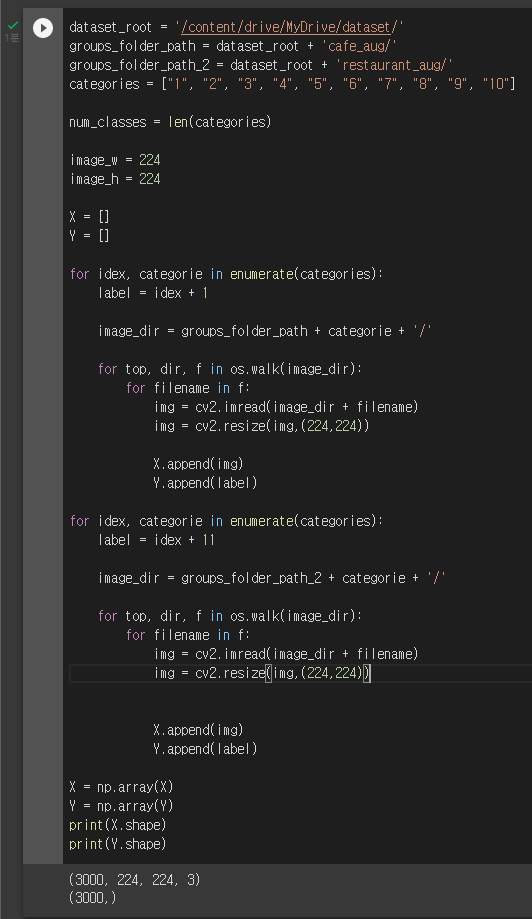 dataset_root = '/content/drive/MyDrive/dataset/'
groups_folder_path = dataset_root + 'cafe_aug/'
groups_folder_path_2 = dataset_root + 'restaurant_aug/'
categories = ["1", "2", "3", "4", "5", "6", "7", "8", "9", "10"]
num_classes = len(categories)
image_w = 224
image_h = 224
X = []
Y = []
for idex, categorie in enumerate(categories):
    label = idex + 1
    image_dir = groups_folder_path + categorie + '/'
    for top, dir, f in os.walk(image_dir):
        for filename in f:
            img = cv2.imread(image_dir + filename)
            img = cv2.resize(img,(224,224))
            X.append(img)
            Y.append(label)
for idex, categorie in enumerate(categories):
    label = idex + 11
    image_dir = groups_folder_path_2 + categorie + '/'
    for top, dir, f in os.walk(image_dir):
        for filename in f:
            img = cv2.imread(image_dir + filename)
            img = cv2.resize(img,(224,224))
            X.append(img)
            Y.append(label)
X = np.array(X)
Y = np.array(Y)
print(X.shape)
print(Y.shape)
(3000, 224, 224, 3)
(3000,)